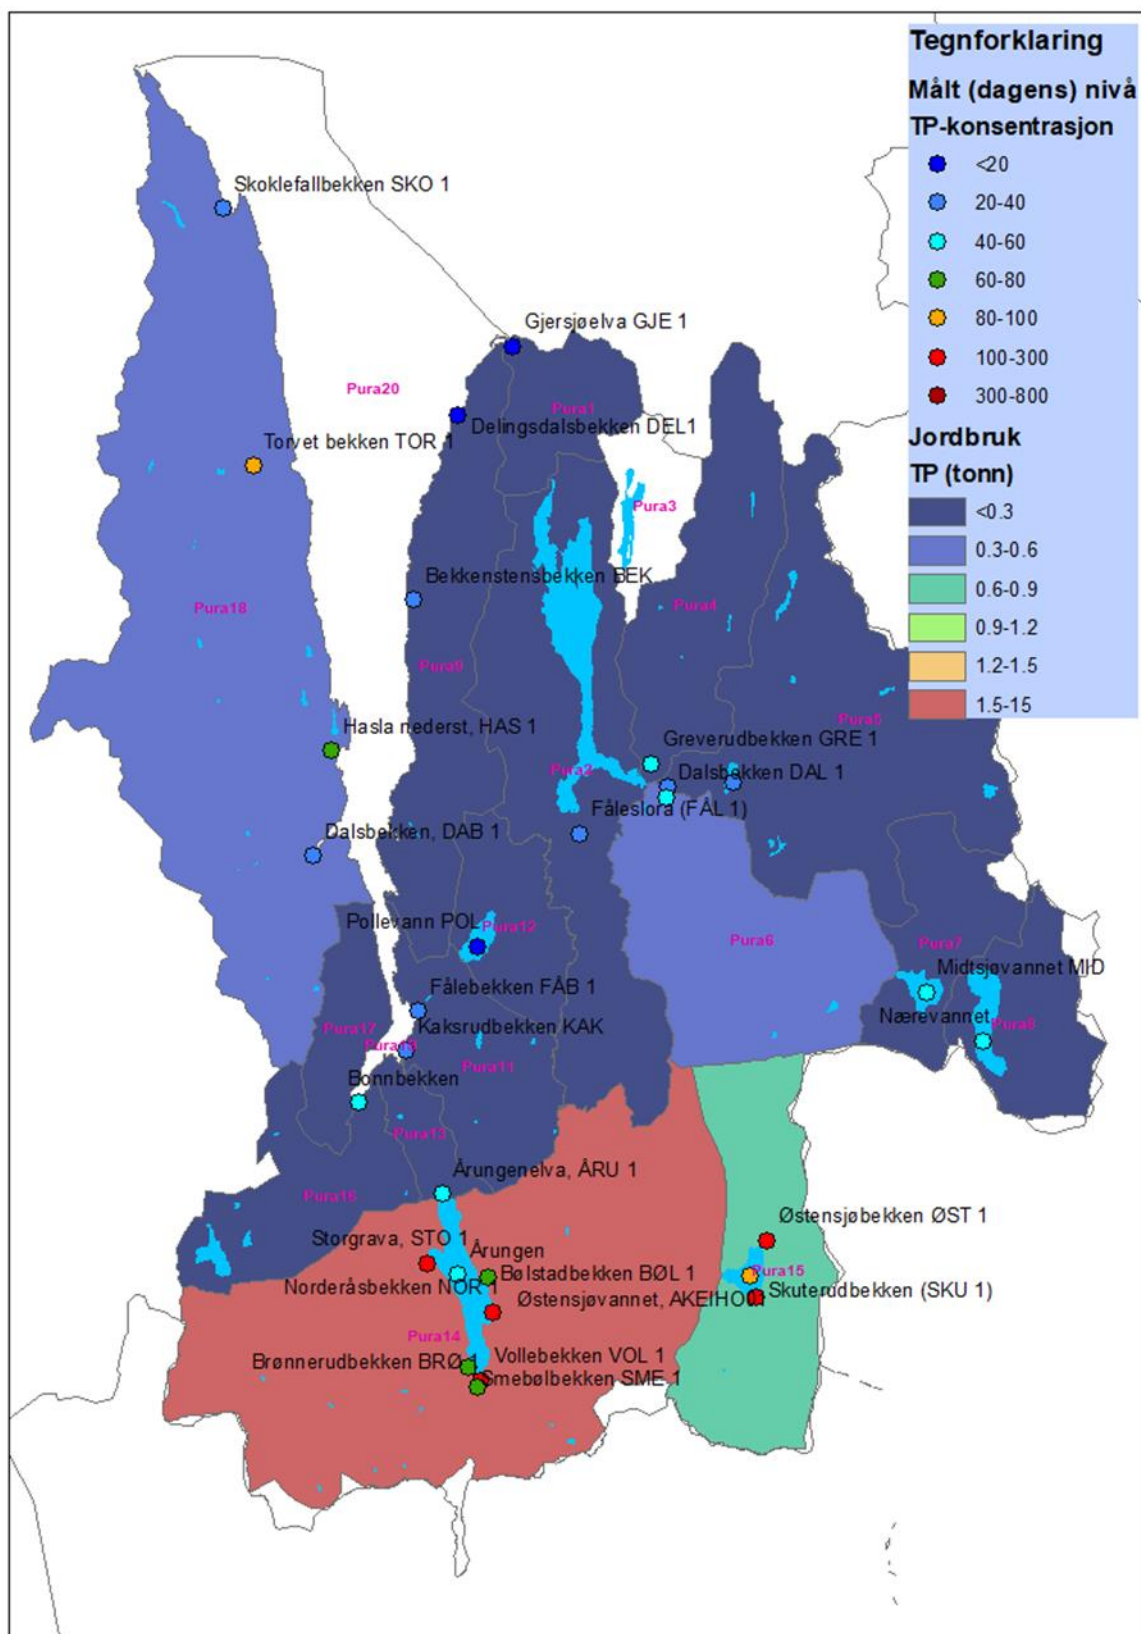 Tegnforklaring
Målt (dagens) nivå
TP-konsentrasjon
<20
20-40
40-60
60-80
80-100
100-300
300-800
Jordbruk
TP (tonn)
<0.3
0.3-0.6
0.6-0.9
0.9-1.2
1.2-1.5
1.5-15
Skoklefallbekken SKO 1
Gjersjøelva GJE 1
Pura20
Pura1
Delingsdalsbekken DEL1
Torvet bekken TOR 1
Pura3
Bekkenstensbekken BEK
Pura18
Pura4
Pura9
Pura5
Hasla nederst, HAS 1
Greverudbekken GRE 1
Pura2
Dalsbekken DAL 1
Fåleslora (FÅL 1)
Dalsbekken, DAB 1
Pollevann POL
Pura12
Pura6
Pura7
Midtsjøvannet MID
Fålebekken FÅB 1
Nærevannet
Pura8
Kaksrudbekken KAK
Pura17
Pura11
Bonnbekken
Pura13
Årungenelva, ÅRU 1
Pura16
Østensjøbekken ØST 1
Storgrava, STO 1
Årungen
Bølstadbekken BØL 1
Pura15
Norderåsbekken NOR 1
Skuterudbekken (SKU 1)
Østensjøvannet,
Pura14
Vollebekken VOL 1
Brønnerudbekken BRØ 1
Smebølbekken SME 1